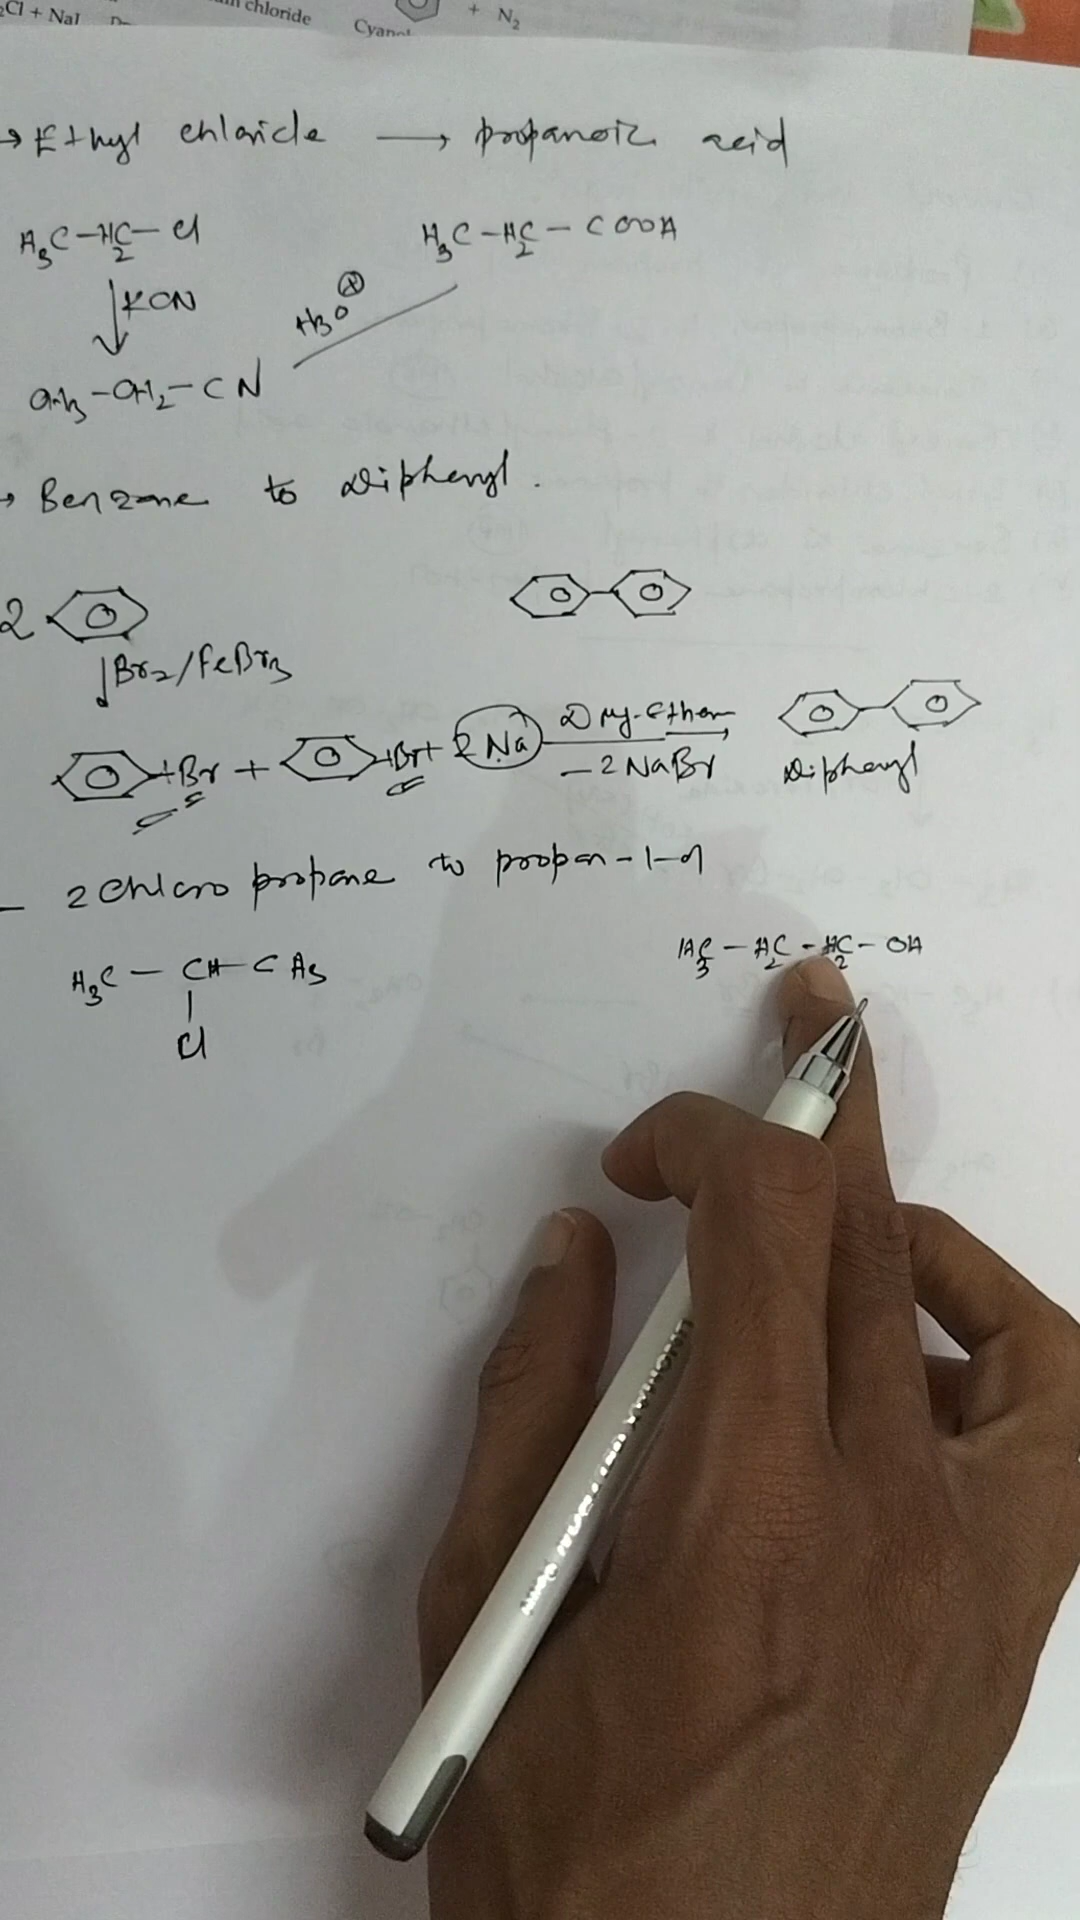 ₂Cl + NaI
chloride
Cyano
+ N₂
→ Ethyl chloride ⟶ propanoic acid
H₃C–H₂C–Cl
H₃C–H₂C–COOH
↓KCN
H₃O⊕
CH₃–CH₂–CN
→ Benzene to Diphenyl.
2
↓Br₂/FeBr₃
+Br + +Br+ 2Na Dry-Ether
–2NaBr
Diphenyl
– 2 Chloro propane to propan-1-ol
H₃C – CH – CH₃
H₃C – H₂C – H₂C – OH
|
Cl